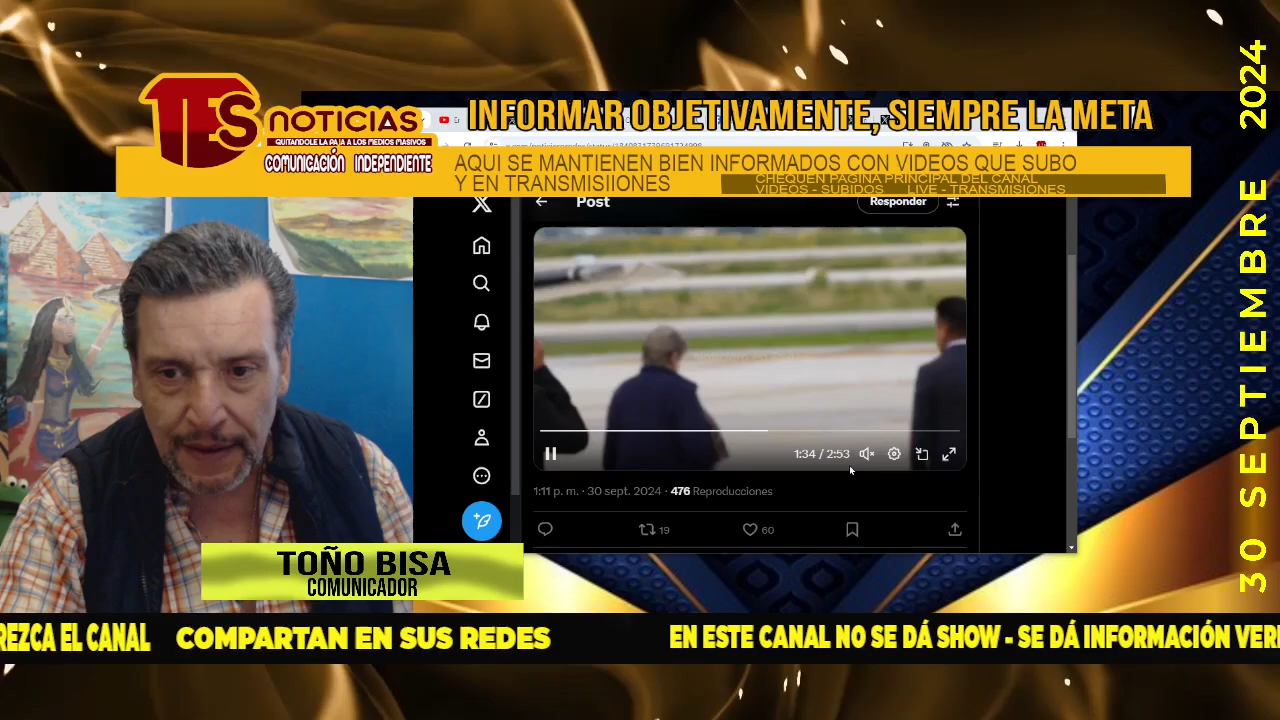 TES
NOTICIAS
QUITANDOLE LA PAJA A LOS MEDIOS MASIVOS
COMUNICACIÓN INDEPENDIENTE
INFORMAR OBJETIVAMENTE, SIEMPRE LA META
AQUI SE MANTIENEN BIEN INFORMADOS CON VIDEOS QUE SUBO
Y EN TRANSMISIIONES
CHEQUEN PAGINA PRINCIPAL DEL CANAL
VIDEOS - SUBIDOS LIVE - TRANSMISIONES
30 SEPTIEMBRE 2024
Post
Responder
1:34 / 2:53
1:11 p. m. · 30 sept. 2024 · 476 Reproducciones
19
60
TOÑO BISA
COMUNICADOR
REZCA EL CANAL COMPARTAN EN SUS REDES EN ESTE CANAL NO SE DÁ SHOW - SE DÁ INFORMACIÓN VERI